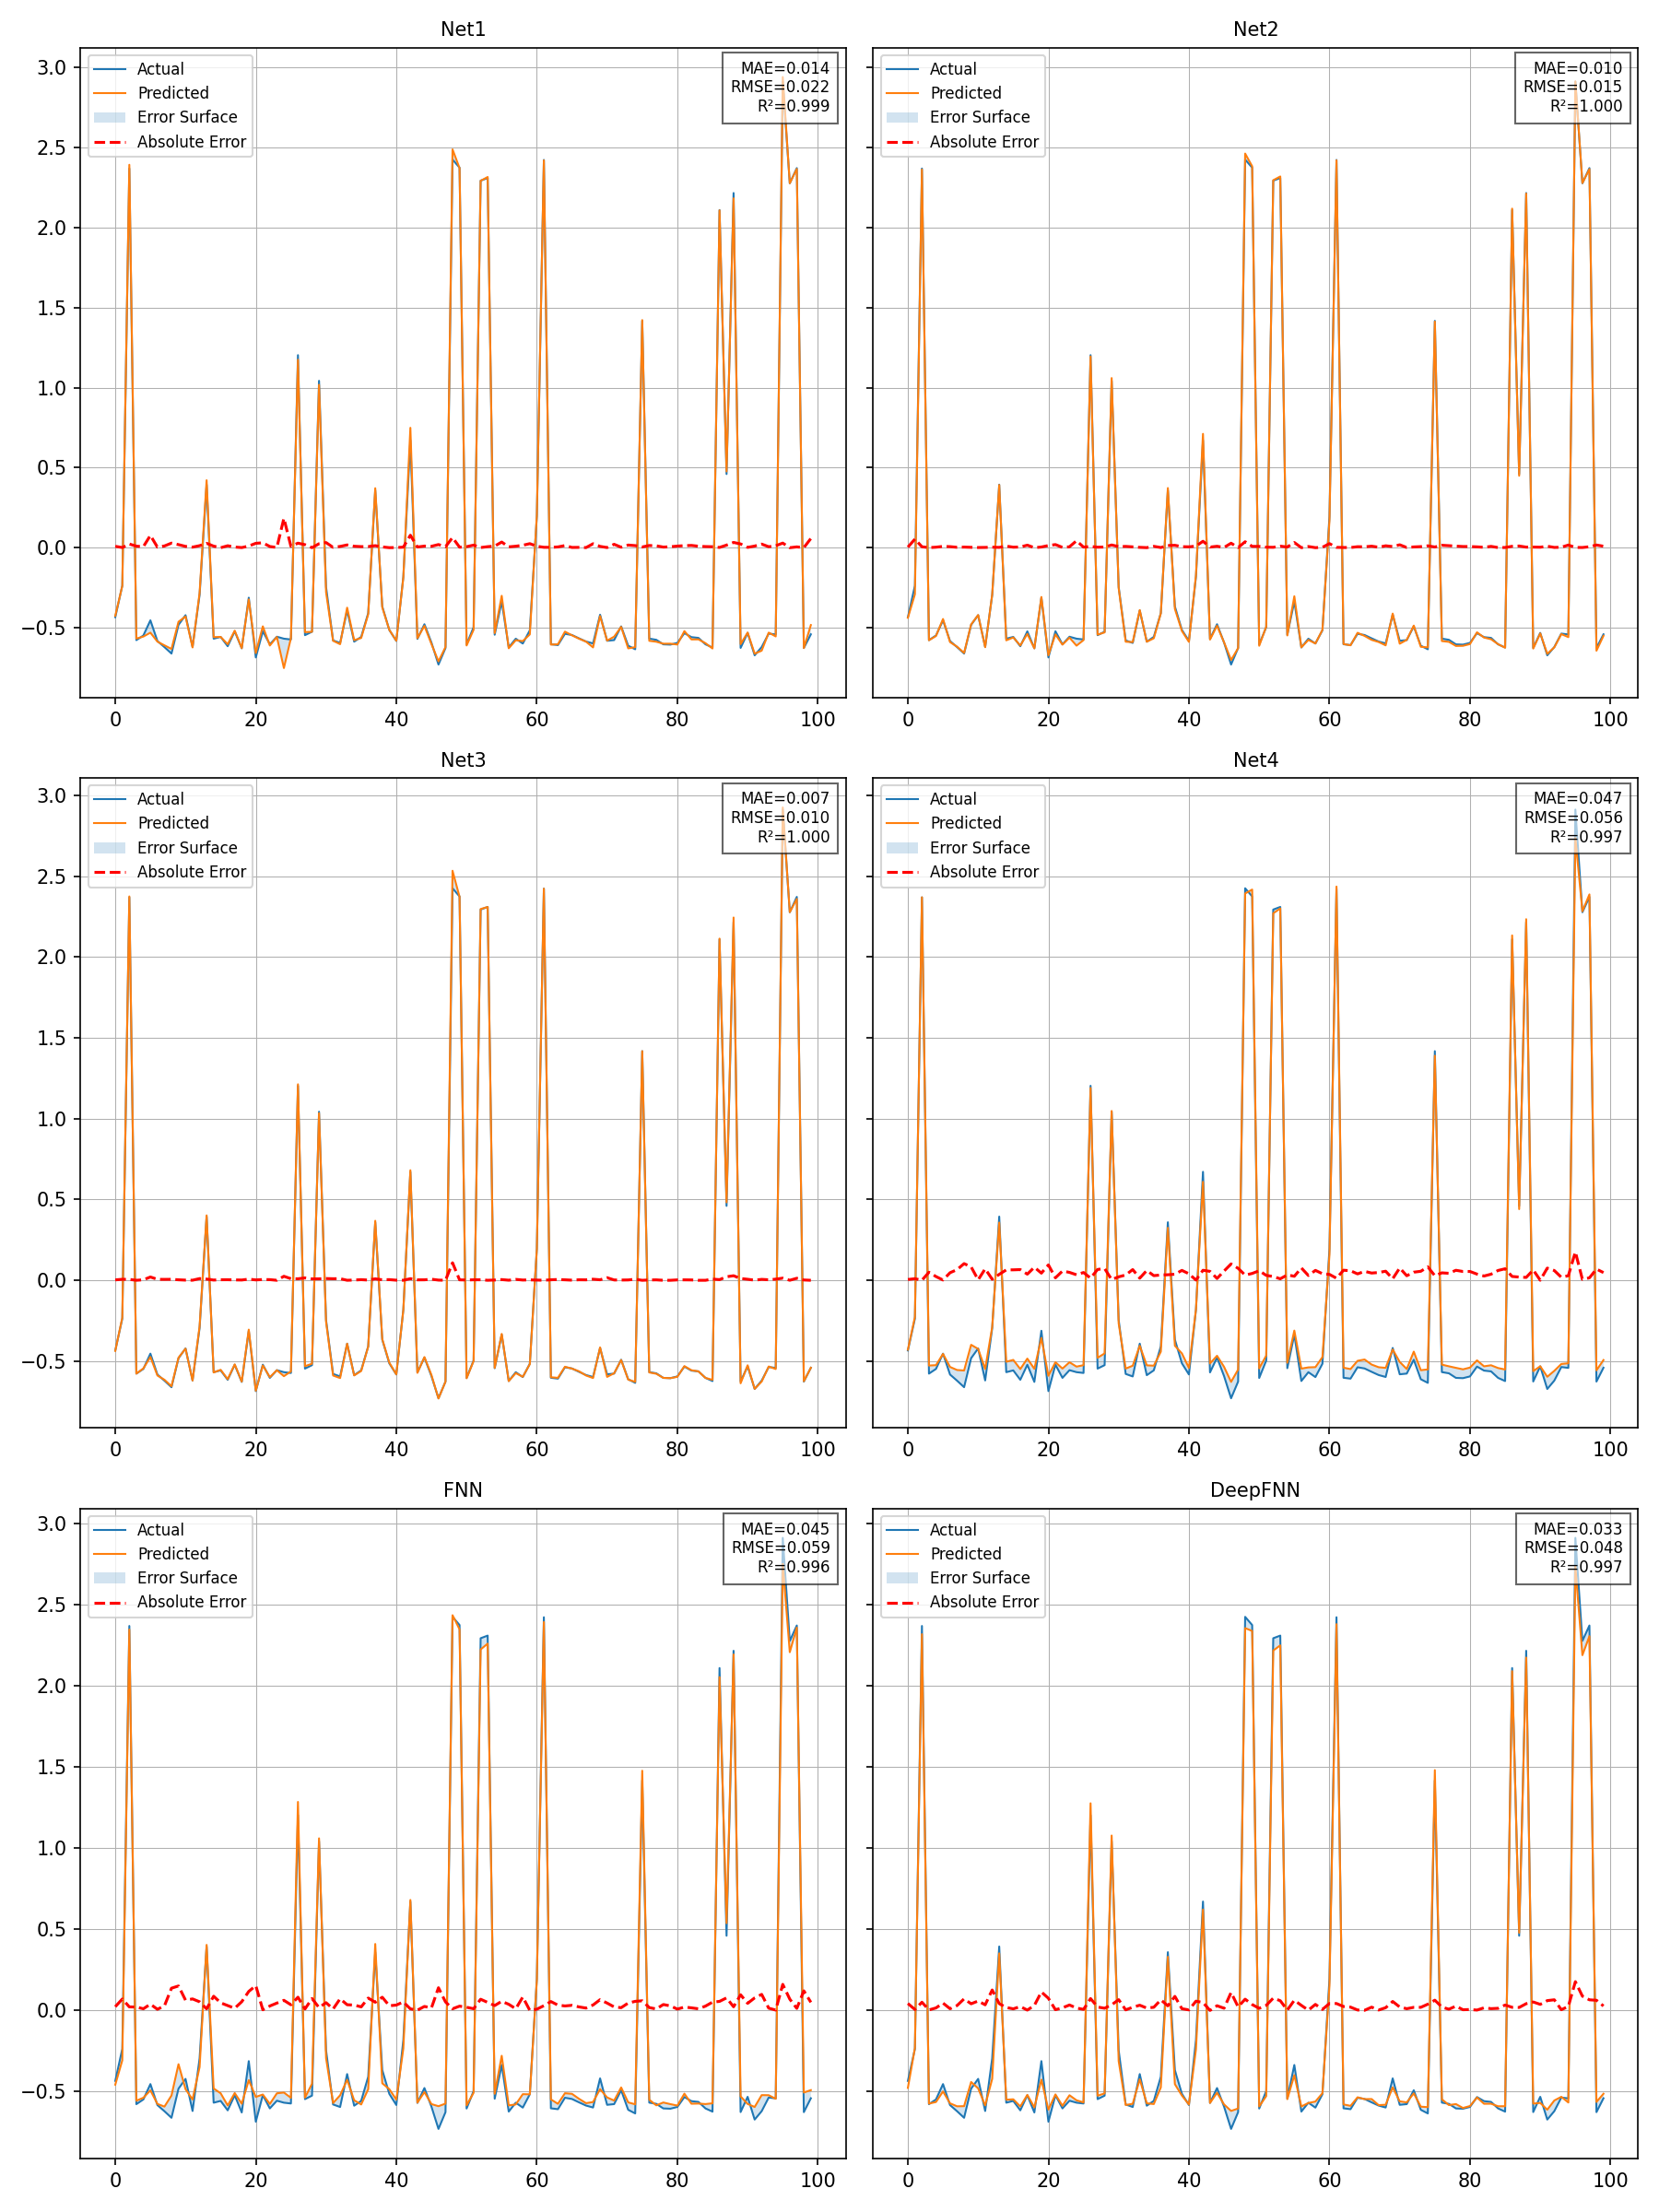 Net1
Actual
Predicted
Error Surface
Absolute Error
MAE=0.014
RMSE=0.022
R²=0.999
3.0
2.5
2.0
1.5
1.0
0.5
0.0
−0.5
0 20 40 60 80 100
Net2
Actual
Predicted
Error Surface
Absolute Error
MAE=0.010
RMSE=0.015
R²=1.000
0 20 40 60 80 100
Net3
Actual
Predicted
Error Surface
Absolute Error
MAE=0.007
RMSE=0.010
R²=1.000
3.0
2.5
2.0
1.5
1.0
0.5
0.0
−0.5
0 20 40 60 80 100
Net4
Actual
Predicted
Error Surface
Absolute Error
MAE=0.047
RMSE=0.056
R²=0.997
0 20 40 60 80 100
FNN
Actual
Predicted
Error Surface
Absolute Error
MAE=0.045
RMSE=0.059
R²=0.996
3.0
2.5
2.0
1.5
1.0
0.5
0.0
−0.5
0 20 40 60 80 100
DeepFNN
Actual
Predicted
Error Surface
Absolute Error
MAE=0.033
RMSE=0.048
R²=0.997
0 20 40 60 80 100